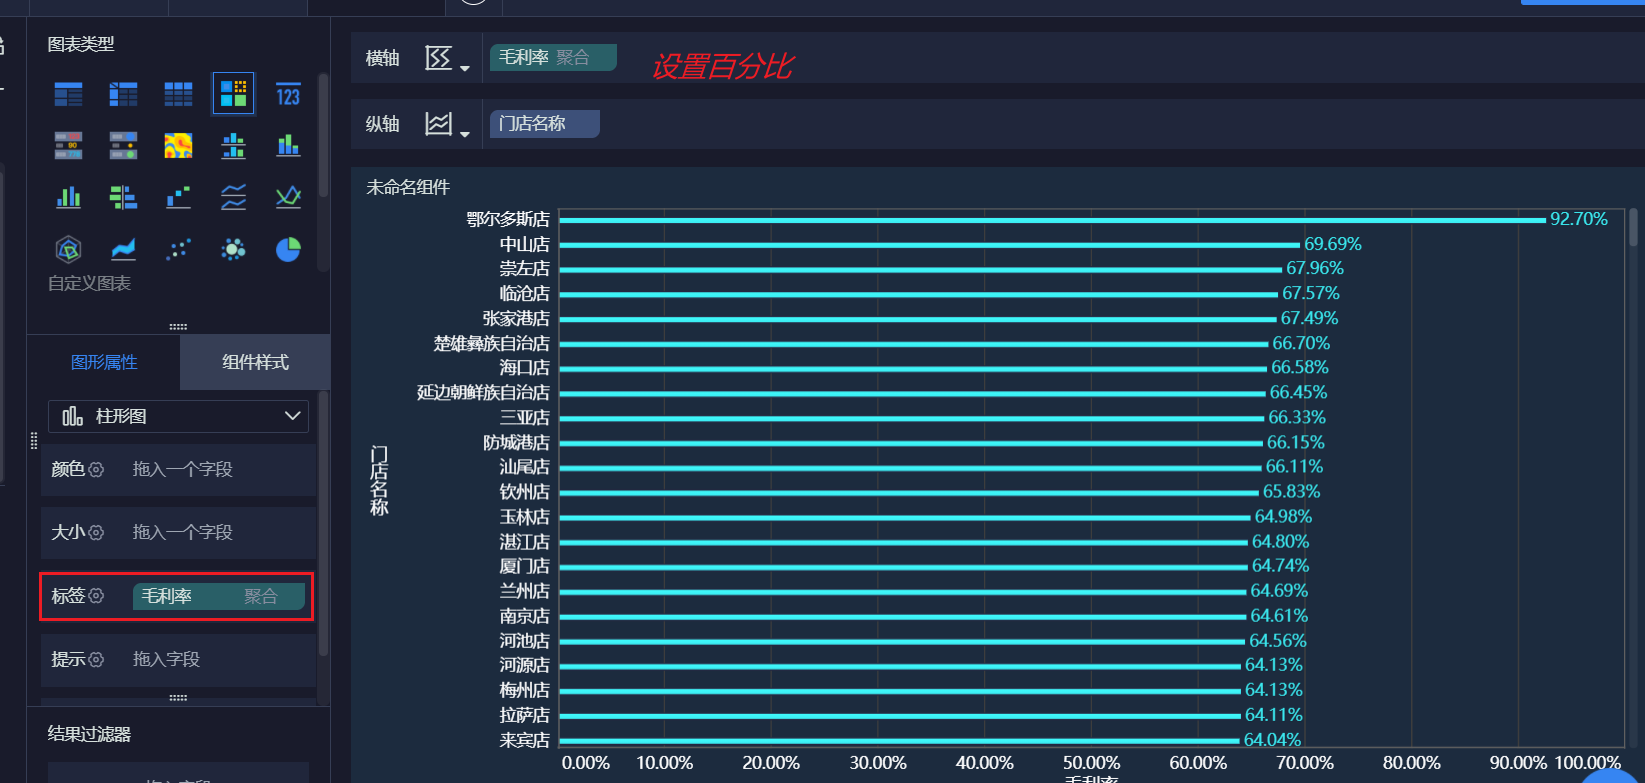 图表类型
123
自定义图表
图形属性
组件样式
柱形图
颜色 拖入一个字段
大小 拖入一个字段
标签 毛利率 聚合
提示 拖入字段
结果过滤器
横轴 毛利率 聚合
设置百分比
纵轴 门店名称
未命名组件
门店名称
鄂尔多斯店 92.70%
中山店 69.69%
崇左店 67.96%
临沧店 67.57%
张家港店 67.49%
楚雄彝族自治店 66.70%
海口店 66.58%
延边朝鲜族自治店 66.45%
三亚店 66.33%
防城港店 66.15%
汕尾店 66.11%
钦州店 65.83%
玉林店 64.98%
湛江店 64.80%
厦门店 64.74%
兰州店 64.69%
南京店 64.61%
河池店 64.56%
河源店 64.13%
梅州店 64.13%
拉萨店 64.11%
来宾店 64.04%
0.00% 10.00% 20.00% 30.00% 40.00% 50.00% 60.00% 70.00% 80.00% 90.00% 100.00%
毛利率